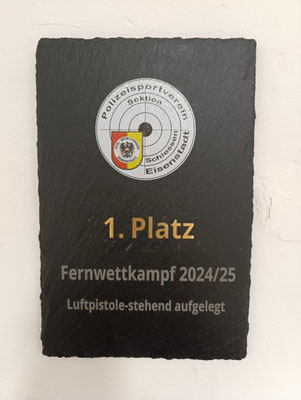 Polizeisportverein
Sektion
Schiessen
Eisenstadt
1. Platz
Fernwettkampf 2024/25
Luftpistole-stehend aufgelegt